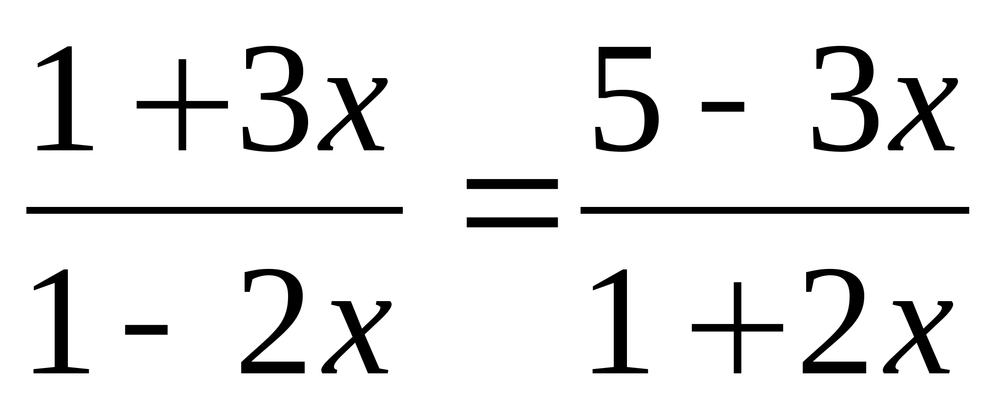 1 + 3x / 1 - 2x = 5 - 3x / 1 + 2x